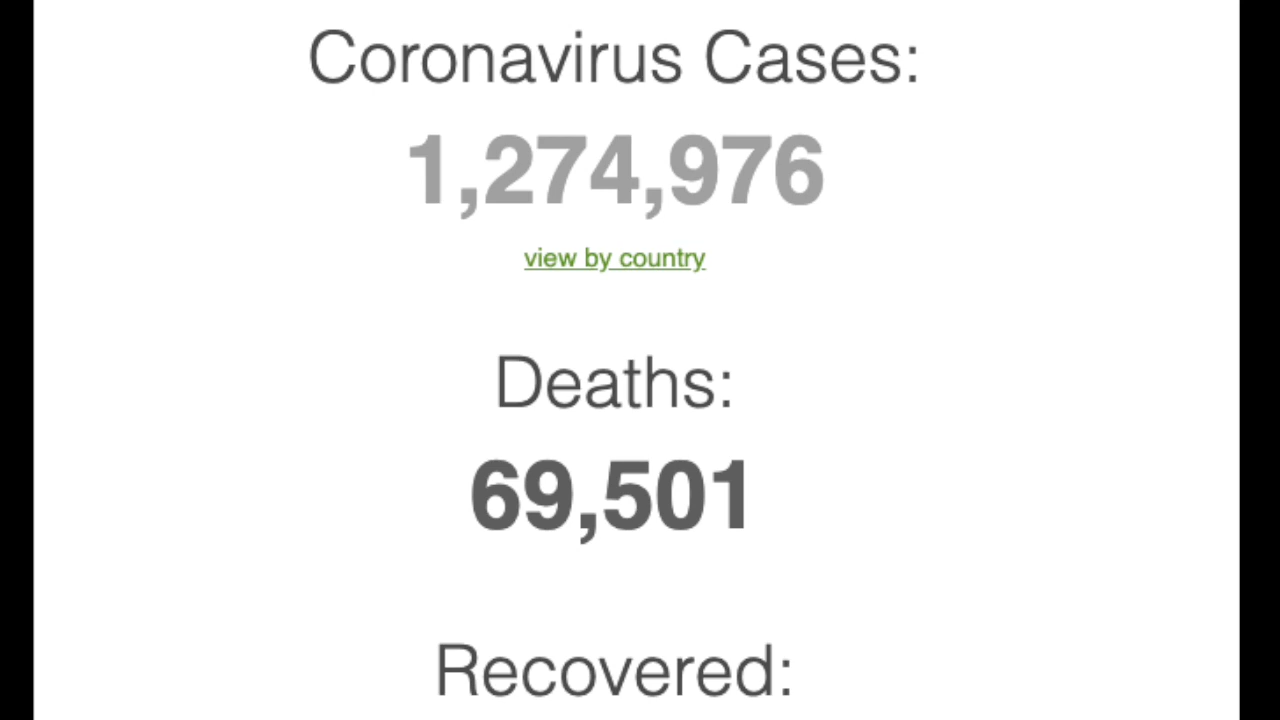 Coronavirus Cases:
1,274,976
view by country
Deaths:
69,501
Recovered: